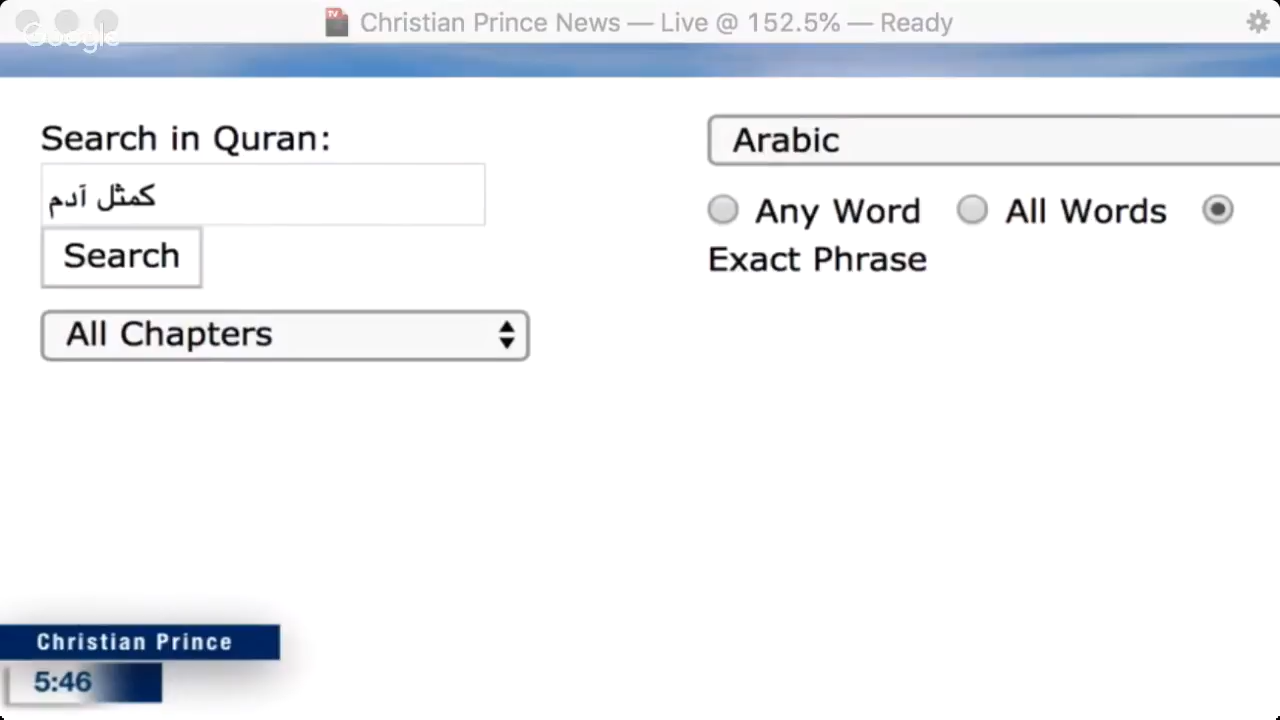 Christian Prince News — Live @ 152.5% — Ready
Google
Search in Quran:
كمثل آدم
Search
All Chapters
Arabic
Any Word All Words
Exact Phrase
Christian Prince
5:46